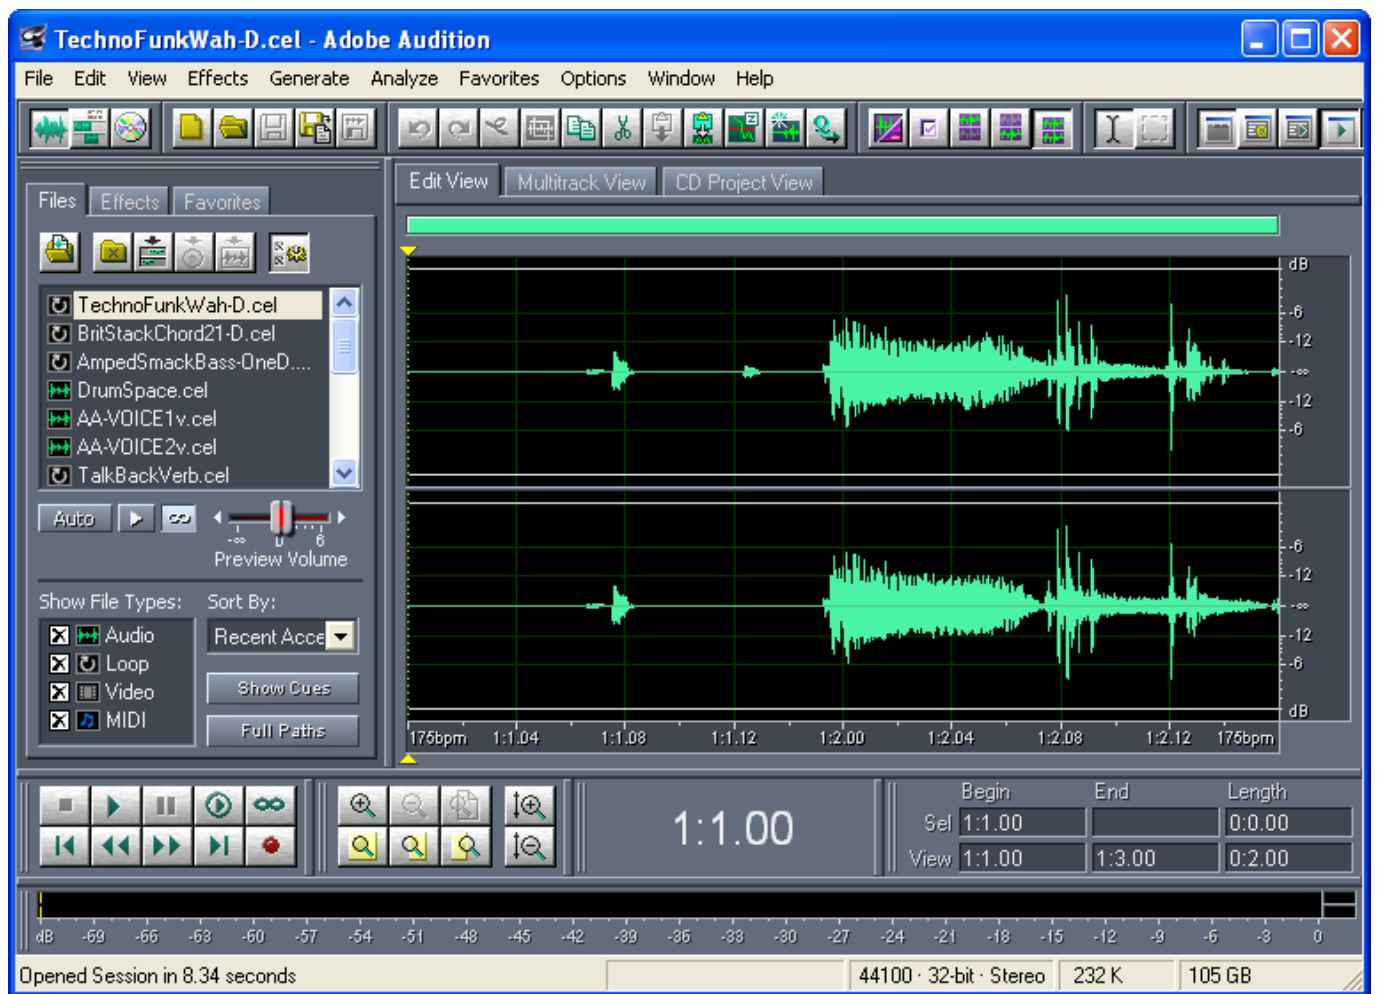 TechnoFunkWah-D.cel - Adobe Audition
File Edit View Effects Generate Analyze Favorites Options Window Help
Edit View Multitrack View CD Project View
Files Effects Favorites
TechnoFunkWah-D.cel
BritStackChord21-D.cel
AmpedSmackBass-OneD....
DrumSpace.cel
AA-VOICE1v.cel
AA-VOICE2v.cel
TalkBackVerb.cel
Auto
-∞ 0 6
Preview Volume
Show File Types: Sort By:
Audio
Loop
Video
MIDI
Recent Acce
Show Cues
Full Paths
dB
-6
-12
-∞
-12
-6
-6
-12
-∞
-12
-6
dB
175bpm 1:1.04 1:1.08 1:1.12 1:2.00 1:2.04 1:2.08 1:2.12 175bpm
1:1.00
Begin End Length
Sel 1:1.00 0:0.00
View 1:1.00 1:3.00 0:2.00
dB -69 -66 -63 -60 -57 -54 -51 -48 -45 -42 -39 -36 -33 -30 -27 -24 -21 -18 -15 -12 -9 -6 -3 0
Opened Session in 8.34 seconds 44100 · 32-bit · Stereo 232 K 105 GB